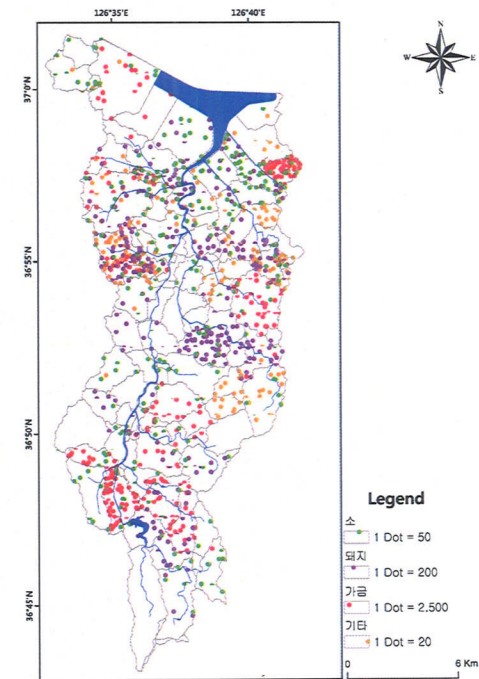 126°35'E 126°40'E
N
W E
S
37°0'N
36°55'N
36°50'N
36°45'N
Legend
소
1 Dot = 50
돼지
1 Dot = 200
가금
1 Dot = 2.500
기타
1 Dot = 20
0 6 Km